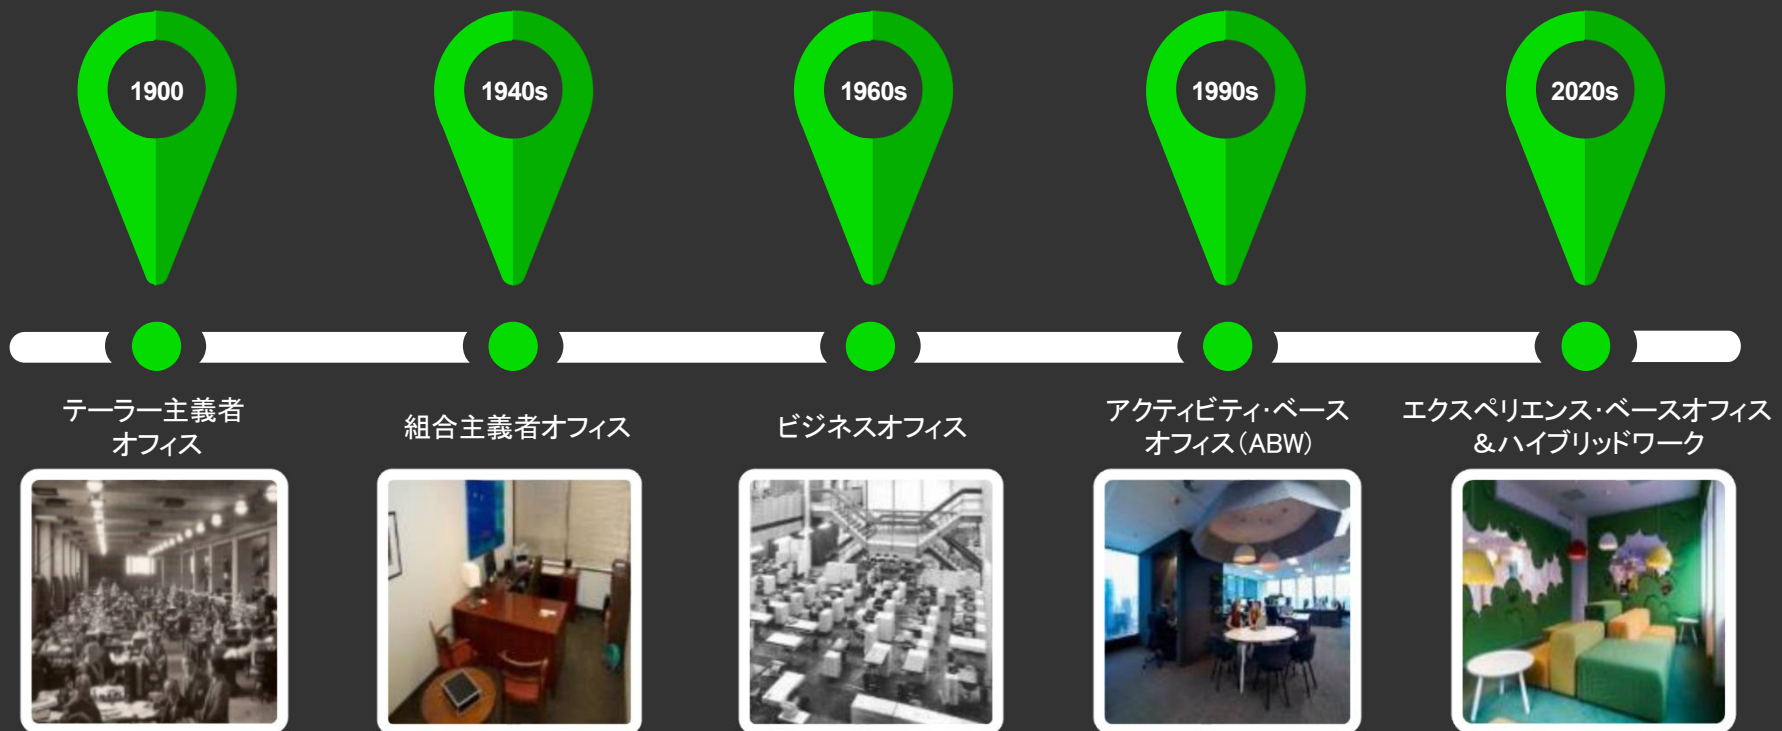 1900
1940s
1960s
1990s
2020s
テーラー主義者
オフィス
組合主義者オフィス
ビジネスオフィス
アクティビティ・ベース
オフィス（ABW）
エクスペリエンス・ベースオフィス
＆ハイブリッドワーク